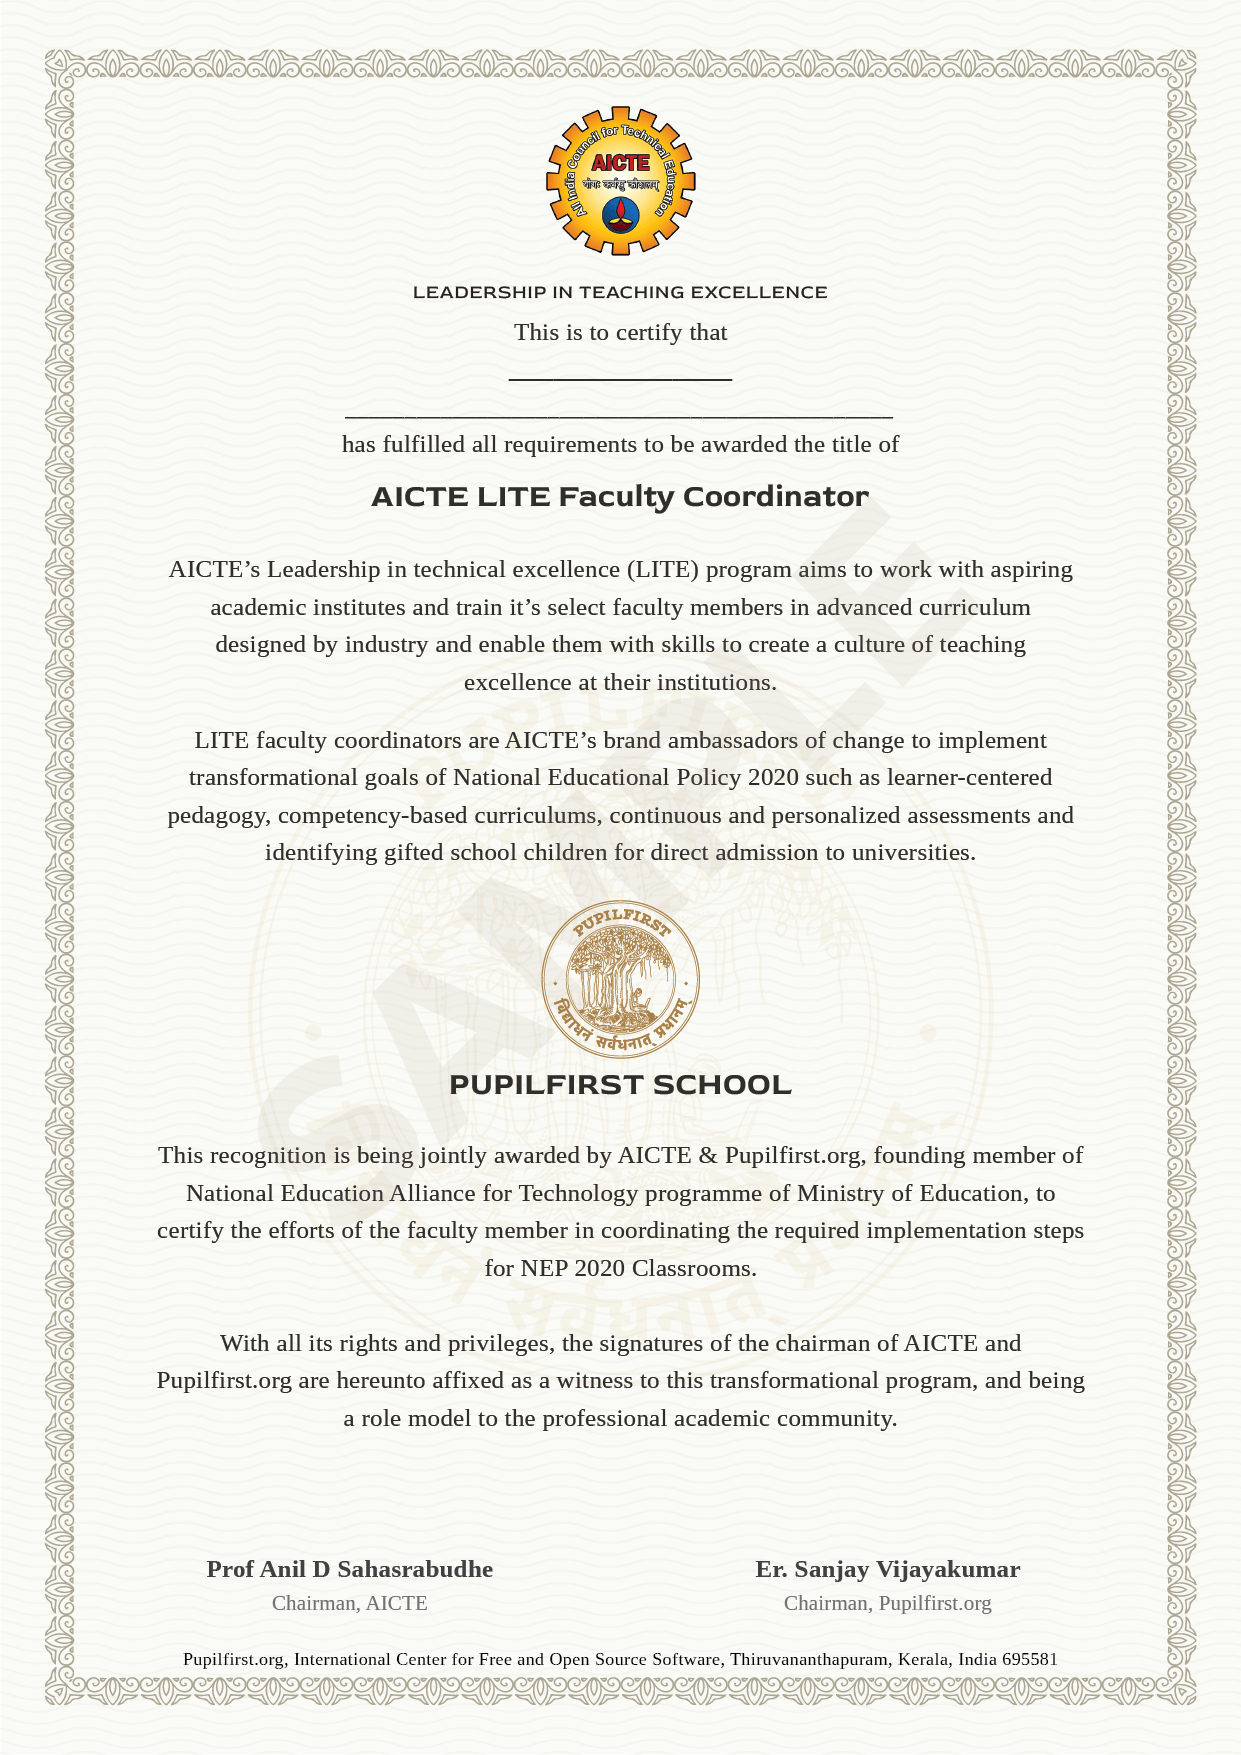 All India Council for Technical Education
AICTE
योगः कर्मसु कौशलम्
LEADERSHIP IN TEACHING EXCELLENCE
This is to certify that
has fulfilled all requirements to be awarded the title of
AICTE LITE Faculty Coordinator
AICTE’s Leadership in technical excellence (LITE) program aims to work with aspiring
academic institutes and train it’s select faculty members in advanced curriculum
designed by industry and enable them with skills to create a culture of teaching
excellence at their institutions.
LITE faculty coordinators are AICTE’s brand ambassadors of change to implement
transformational goals of National Educational Policy 2020 such as learner-centered
pedagogy, competency-based curriculums, continuous and personalized assessments and
identifying gifted school children for direct admission to universities.
SAMPLE
PUPILFIRST
विद्याधनं सर्वधनात् प्रधानम्
PUPILFIRST SCHOOL
This recognition is being jointly awarded by AICTE & Pupilfirst.org, founding member of
National Education Alliance for Technology programme of Ministry of Education, to
certify the efforts of the faculty member in coordinating the required implementation steps
for NEP 2020 Classrooms.
With all its rights and privileges, the signatures of the chairman of AICTE and
Pupilfirst.org are hereunto affixed as a witness to this transformational program, and being
a role model to the professional academic community.
Prof Anil D Sahasrabudhe
Chairman, AICTE
Er. Sanjay Vijayakumar
Chairman, Pupilfirst.org
Pupilfirst.org, International Center for Free and Open Source Software, Thiruvananthapuram, Kerala, India 695581